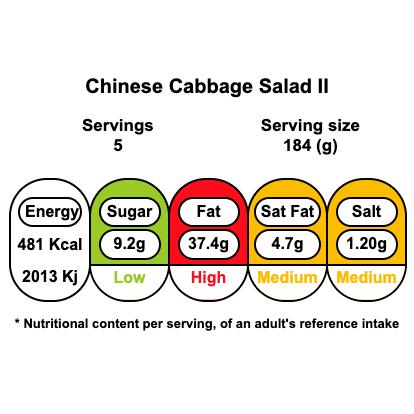 Chinese Cabbage Salad II
Servings Serving size
5 184 (g)
Energy Sugar Fat Sat Fat Salt
481 Kcal 9.2g 37.4g 4.7g 1.20g
2013 Kj Low High Medium Medium
* Nutritional content per serving, of an adult's reference intake